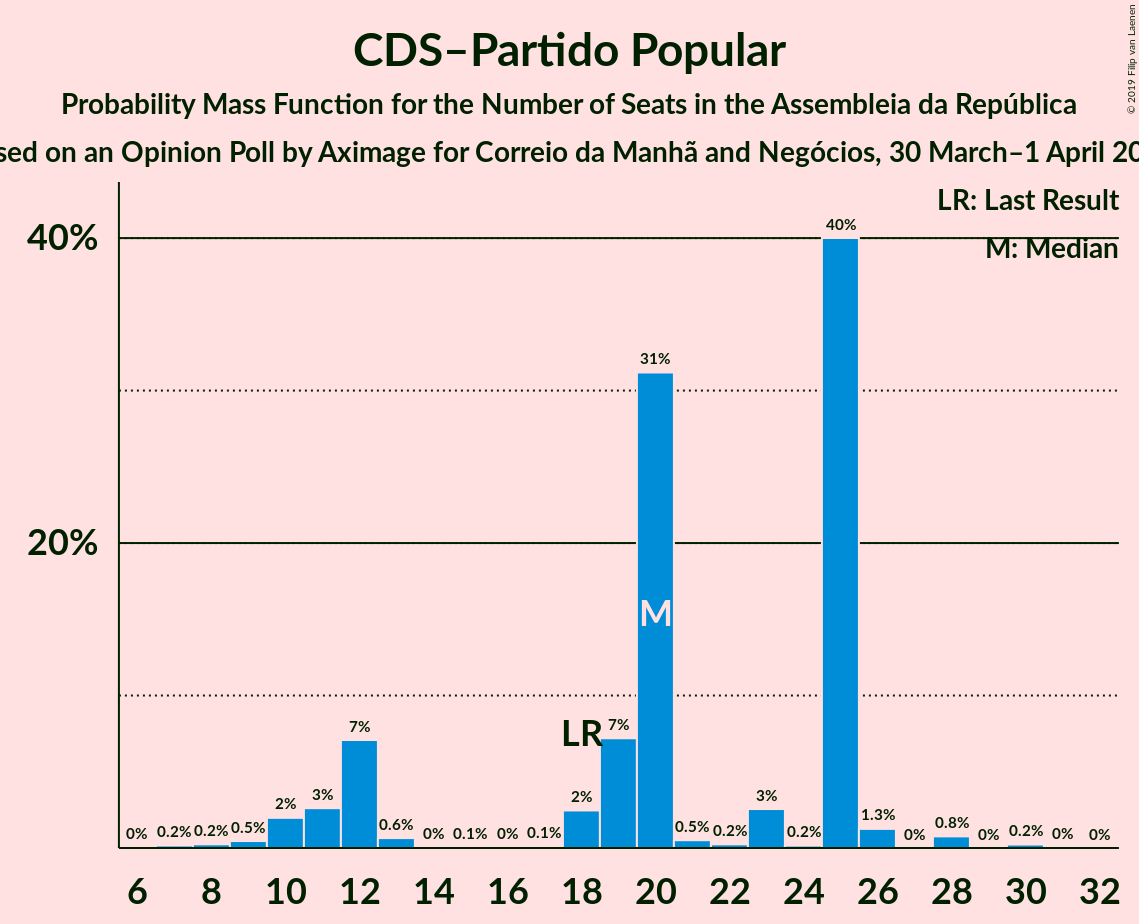 CDS–Partido Popular
Probability Mass Function for the Number of Seats in the Assembleia da República
on an Opinion Poll by Aximage for Correio da Manhã and Negócios, 30 March–1 April
© 2019 Filip van Laenen
LR: Last Result
M: Median
40%
20%
0% 0.2% 0.2% 0.5% 2% 3% 7% 0.6% 0% 0.1% 0% 0.1% 2% 7% 31% 0.5% 0.2% 3% 0.2% 40% 1.3% 0% 0.8% 0% 0.2% 0% 0%
LR
M
6 8 10 12 14 16 18 20 22 24 26 28 30 32